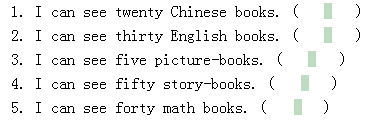 1. I can see twenty Chinese books. (    )
2. I can see thirty English books. (    )
3. I can see five picture-books. (    )
4. I can see fifty story-books. (    )
5. I can see forty math books. (    )